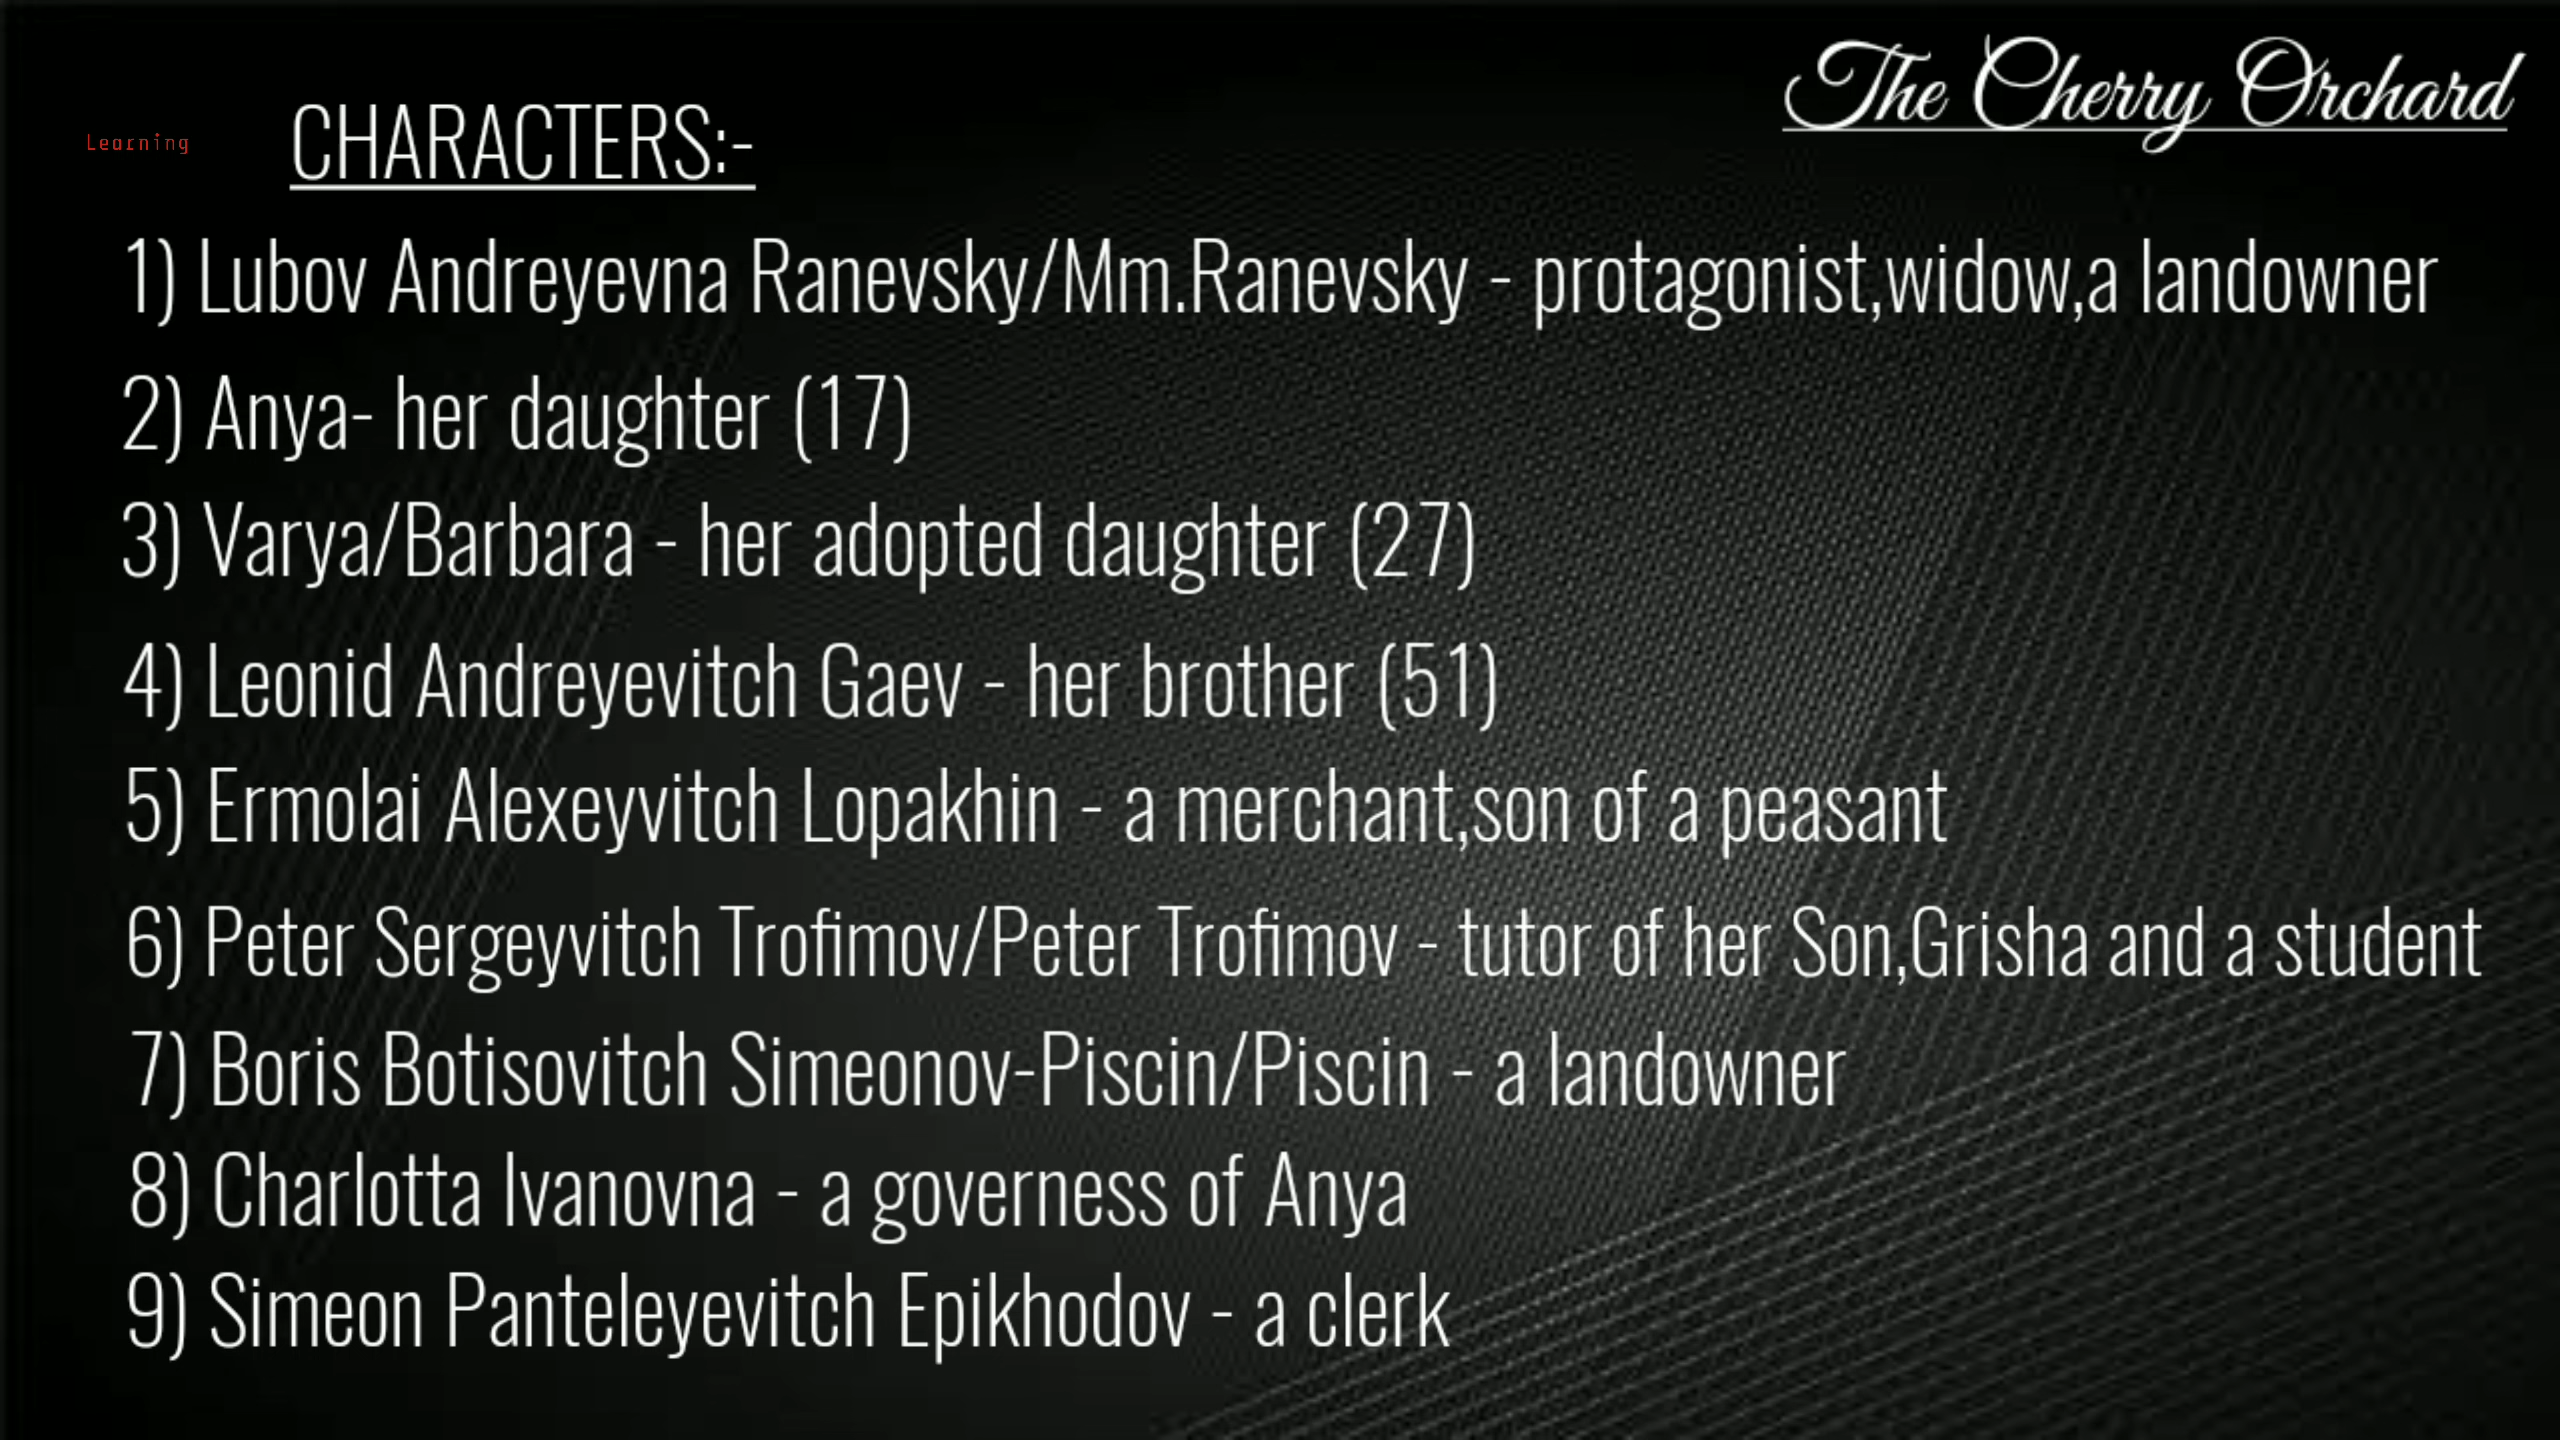 The Cherry Orchard
Learning
CHARACTERS:-
1) Lubov Andreyevna Ranevsky/Mm.Ranevsky - protagonist,widow,a landowner
2) Anya- her daughter (17)
3) Varya/Barbara - her adopted daughter (27)
4) Leonid Andreyevitch Gaev - her brother (51)
5) Ermolai Alexeyvitch Lopakhin - a merchant,son of a peasant
6) Peter Sergeyvitch Trofimov/Peter Trofimov - tutor of her Son,Grisha and a student
7) Boris Botisovitch Simeonov-Piscin/Piscin - a landowner
8) Charlotta Ivanovna - a governess of Anya
9) Simeon Panteleyevitch Epikhodov - a clerk